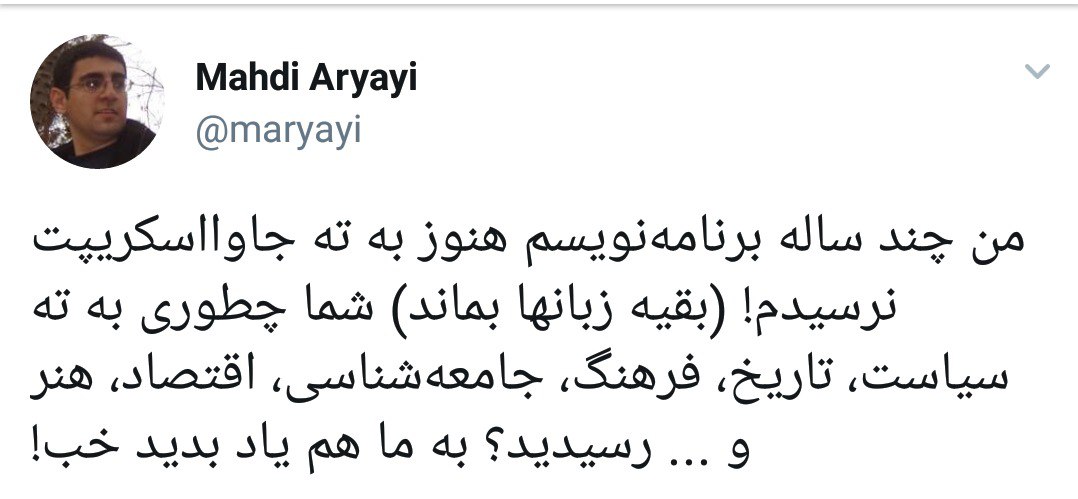 Mahdi Aryayi
@maryayi
من چند ساله برنامه‌نویسم هنوز به ته جاوااسکریپت
نرسیدم! (بقیه زبانها بماند) شما چطوری به ته
سیاست، تاریخ، فرهنگ، جامعه‌شناسی، اقتصاد، هنر
و ... رسیدید؟ به ما هم یاد بدید خب!